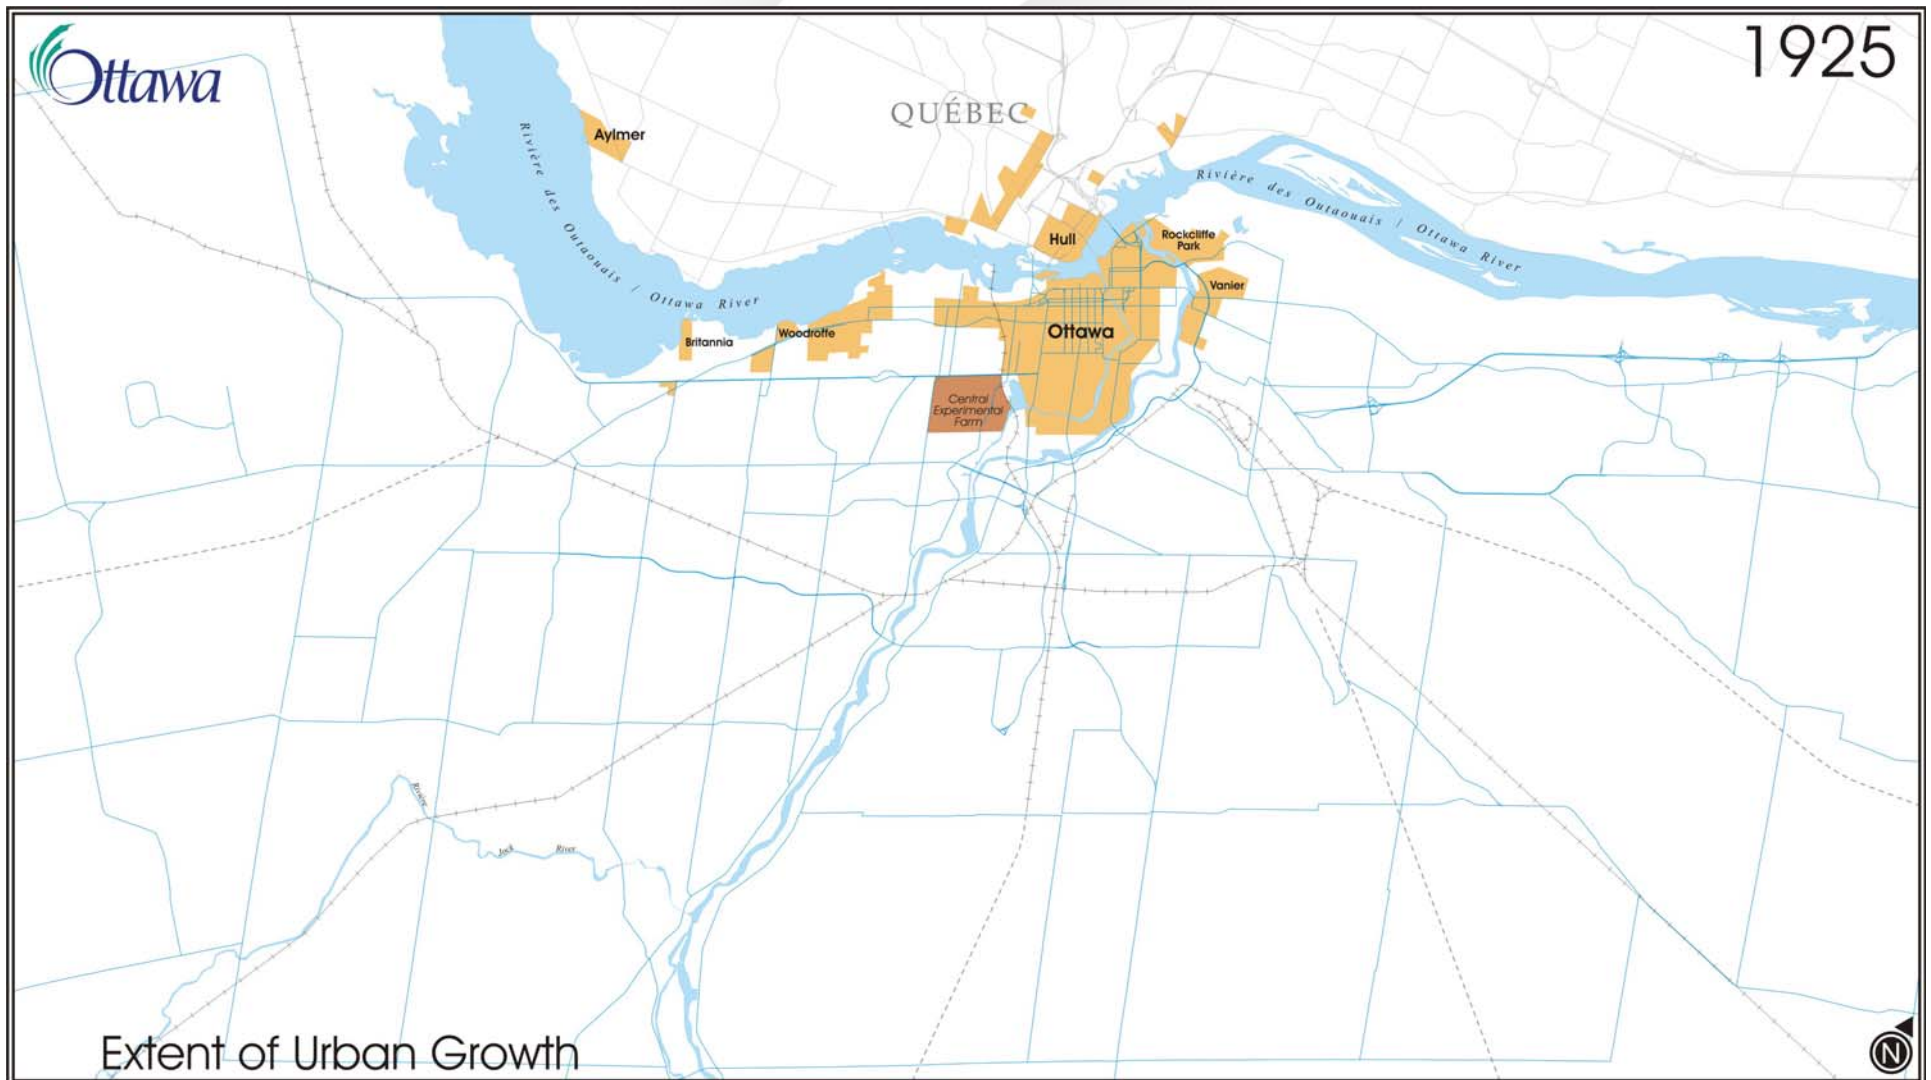 Ottawa
1925
QUÉBEC
Aylmer
Rivière des Outaouais / Ottawa River
Rivière des Outaouais / Ottawa River
Hull
Rockcliffe
Park
Vanier
Ottawa
Woodroffe
Britannia
Central
Experimental
Farm
Rivière
Jock
River
Extent of Urban Growth
N